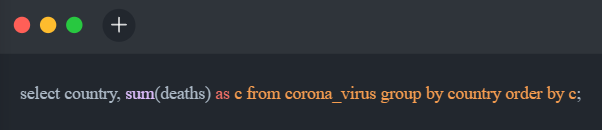 select country, sum(deaths) as c from corona_virus group by country order by c;